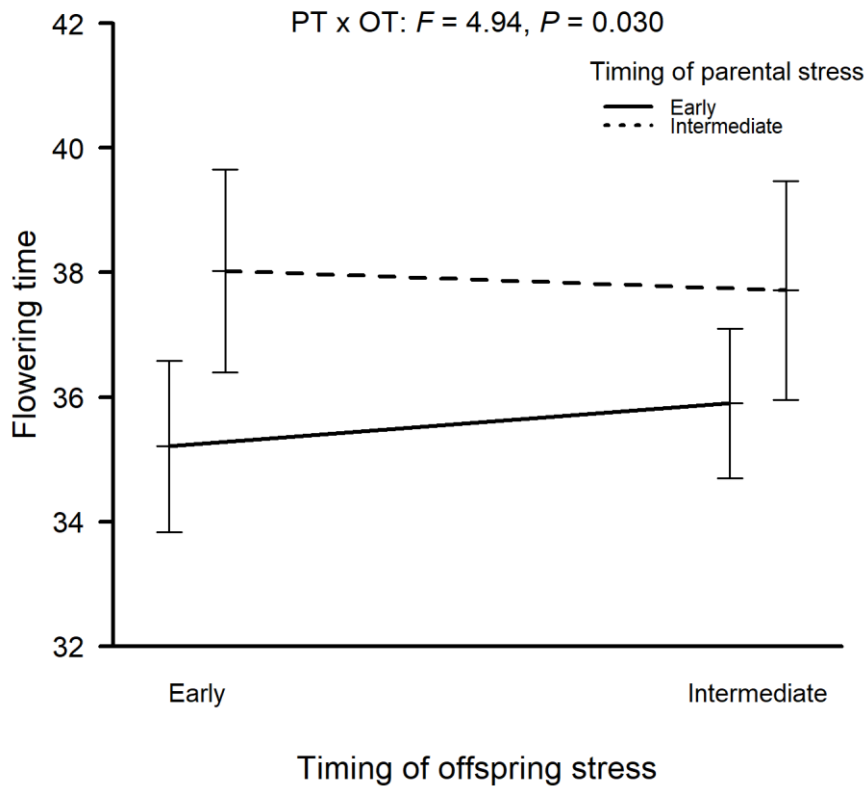 PT x OT: F = 4.94, P = 0.030
Timing of parental stress
Early
Intermediate
42
40
38
36
34
32
Flowering time
Early Intermediate
Timing of offspring stress